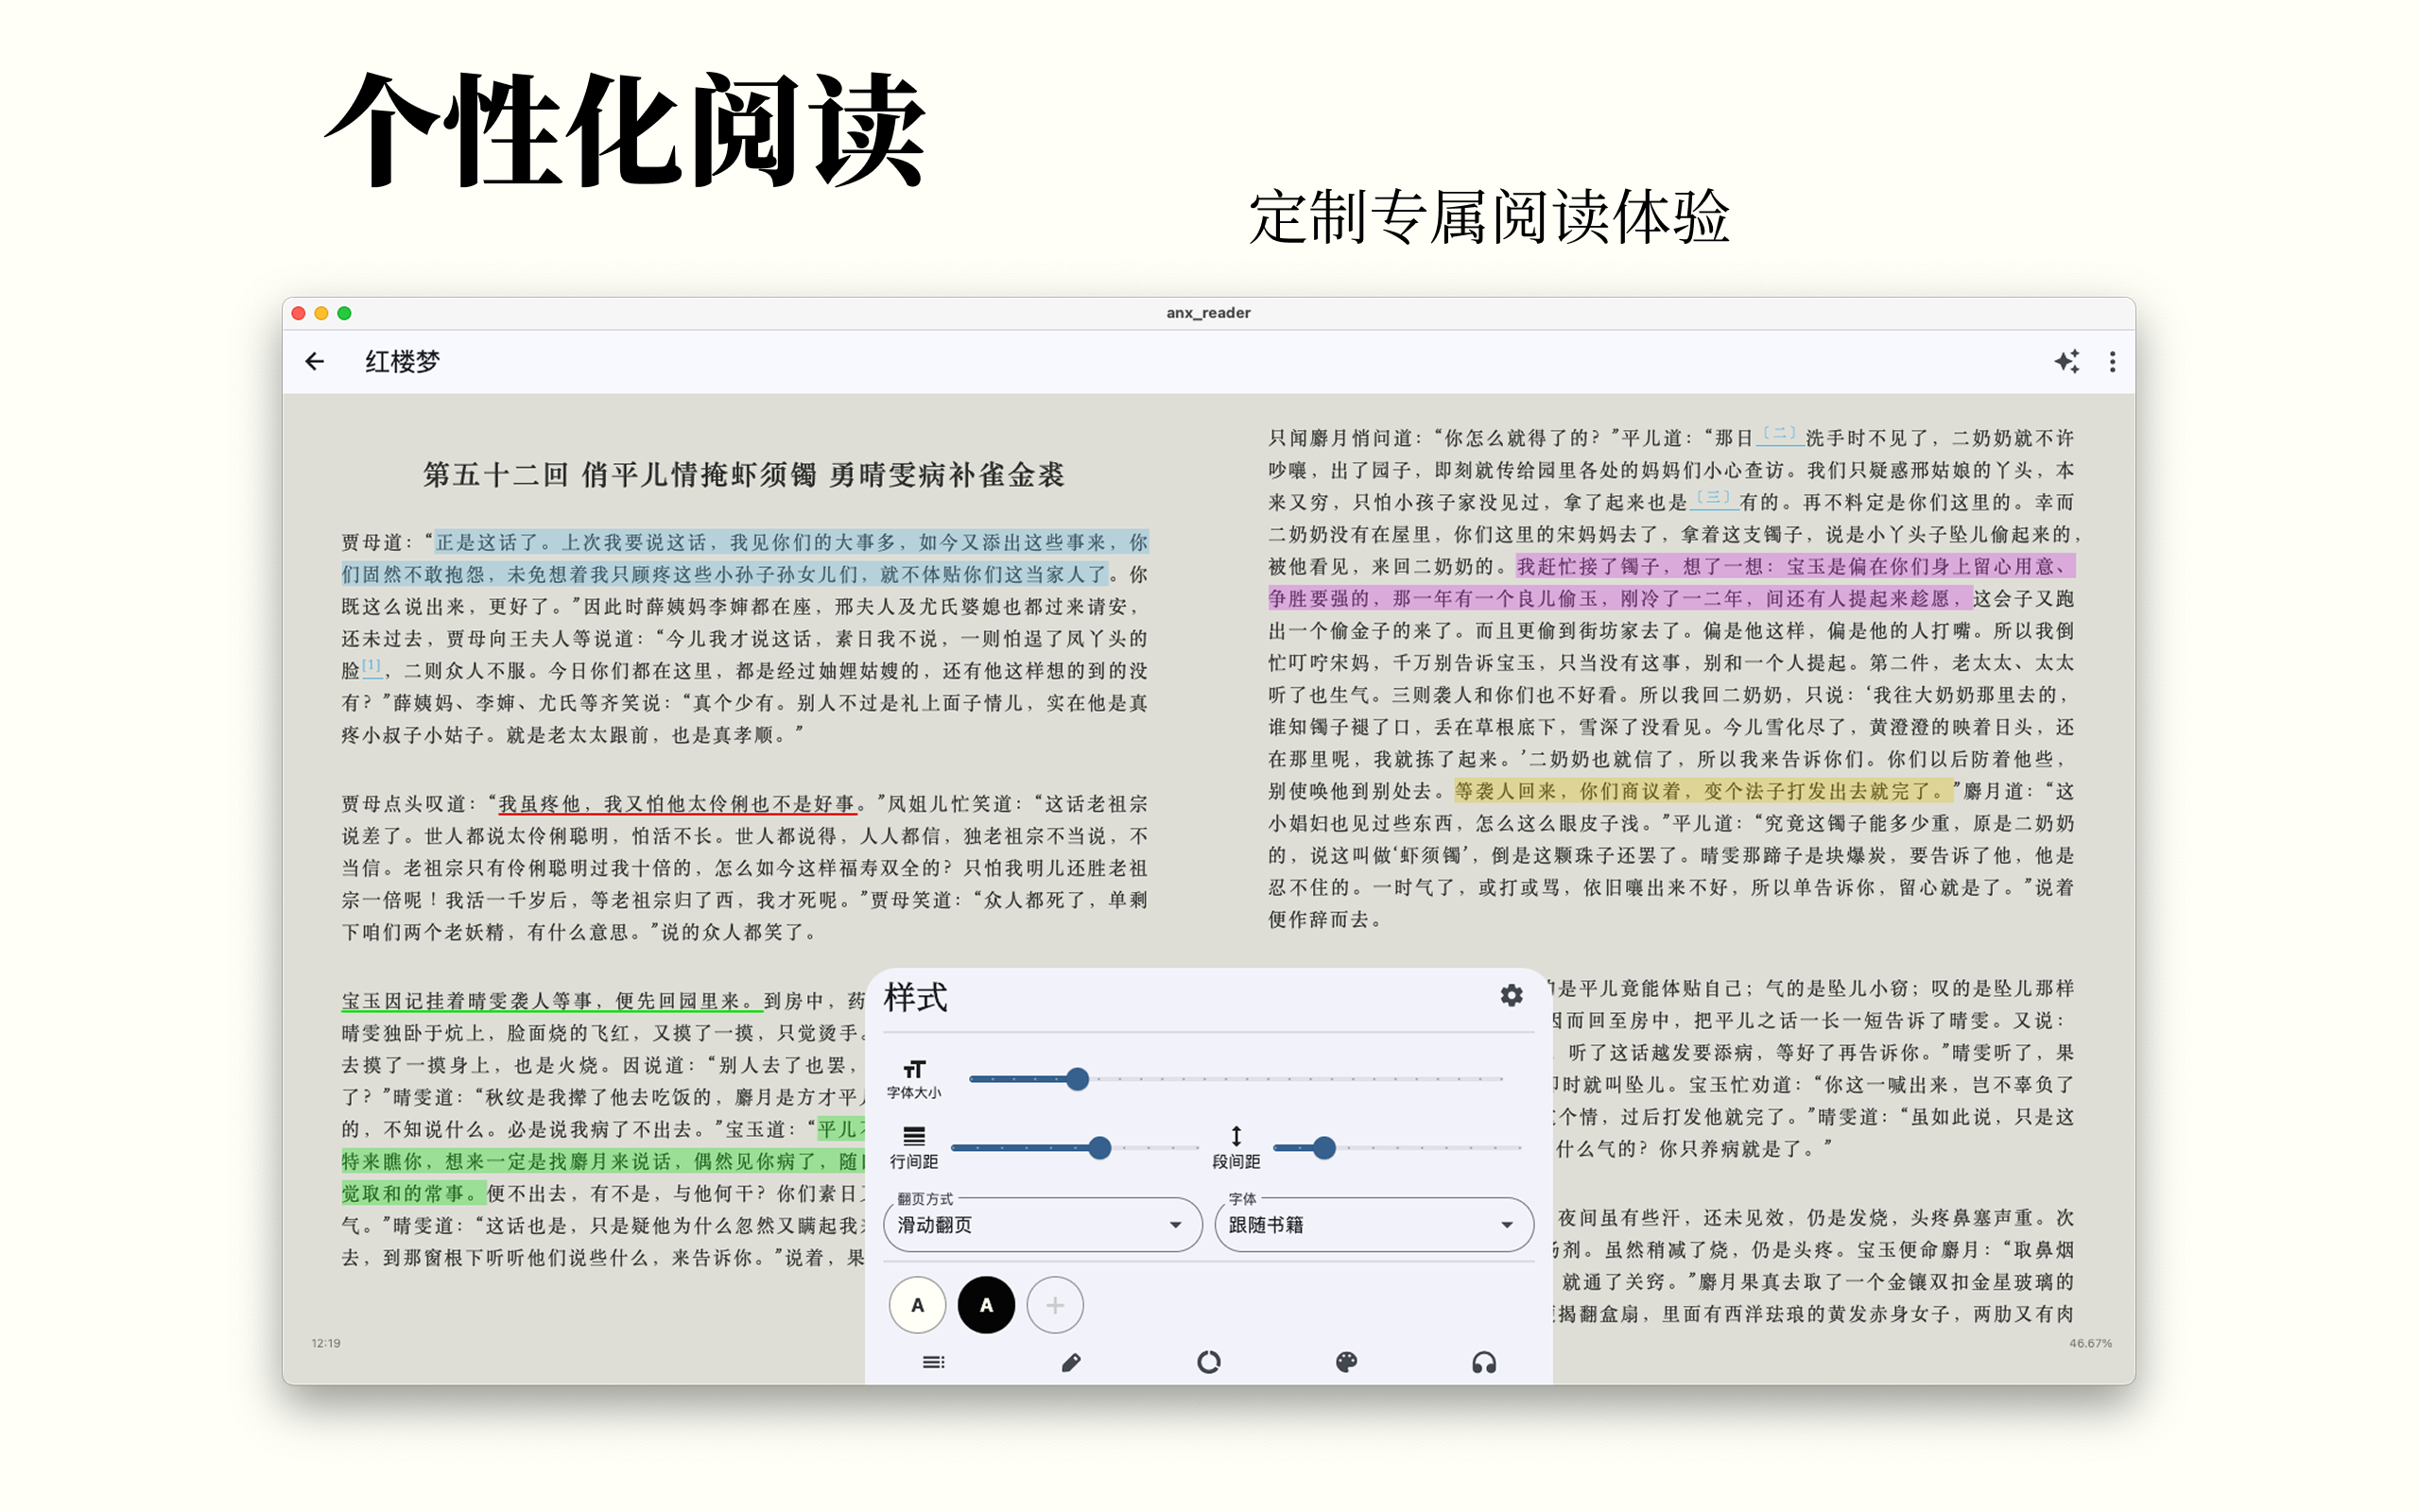 个性化阅读
定制专属阅读体验
anx_reader
红楼梦
第五十二回 俏平儿情掩虾须镯 勇晴雯病补雀金裘
贾母道：“正是这话了。上次我要说这话，我见你们的大事多，如今又添出这些事来，你
们固然不敢抱怨，未免想着我只顾疼这些小孙子孙女儿们，就不体贴你们这当家人了。你
既这么说出来，更好了。”因此时薛姨妈李婶都在座，邢夫人及尤氏婆媳也都过来请安，
还未过去，贾母向王夫人等说道：“今儿我才说这话，素日我不说，一则怕逞了凤丫头的
脸[1]，二则众人不服。今日你们都在这里，都是经过妯娌姑嫂的，还有他这样想的到的没
有？”薛姨妈、李婶、尤氏等齐笑说：“真个少有。别人不过是礼上面子情儿，实在他是真
疼小叔子小姑子。就是老太太跟前，也是真孝顺。”
贾母点头叹道：“我虽疼他，我又怕他太伶俐也不是好事。”凤姐儿忙笑道：“这话老祖宗
说差了。世人都说太伶俐聪明，怕活不长。世人都说得，人人都信，独老祖宗不当说，不
当信。老祖宗只有伶俐聪明过我十倍的，怎么如今这样福寿双全的？只怕我明儿还胜老祖
宗一倍呢！我活一千岁后，等老祖宗归了西，我才死呢。”贾母笑道：“众人都死了，单剩
下咱们两个老妖精，有什么意思。”说的众人都笑了。
宝玉因记挂着晴雯袭人等事，便先回园里来。到房中，药
晴雯独卧于炕上，脸面烧的飞红，又摸了一摸，只觉烫手。
去摸了一摸身上，也是火烧。因说道：“别人去了也罢，
了？”晴雯道：“秋纹是我撵了他去吃饭的，麝月是方才平儿
的，不知说什么。必是说我病了不出去。”宝玉道：“平儿不
特来瞧你，想来一定是找麝月来说话，偶然见你病了，随口
觉取和的常事。便不出去，有不是，与他何干？你们素日又
气。”晴雯道：“这话也是，只是疑他为什么忽然又瞒起我来
去，到那窗根下听听他们说些什么，来告诉你。”说着，果
12:19
只闻麝月悄问道：“你怎么就得了的？”平儿道：“那日〔二〕洗手时不见了，二奶奶就不许
吵嚷，出了园子，即刻就传给园里各处的妈妈们小心查访。我们只疑惑邢姑娘的丫头，本
来又穷，只怕小孩子家没见过，拿了起来也是〔三〕有的。再不料定是你们这里的。幸而
二奶奶没有在屋里，你们这里的宋妈妈去了，拿着这支镯子，说是小丫头子坠儿偷起来的，
被他看见，来回二奶奶的。我赶忙接了镯子，想了一想：宝玉是偏在你们身上留心用意、
争胜要强的，那一年有一个良儿偷玉，刚冷了一二年，间还有人提起来趁愿，这会子又跑
出一个偷金子的来了。而且更偷到街坊家去了。偏是他这样，偏是他的人打嘴。所以我倒
忙叮咛宋妈，千万别告诉宝玉，只当没有这事，别和一个人提起。第二件，老太太、太太
听了也生气。三则袭人和你们也不好看。所以我回二奶奶，只说：‘我往大奶奶那里去的，
谁知镯子褪了口，丢在草根底下，雪深了没看见。今儿雪化尽了，黄澄澄的映着日头，还
在那里呢，我就拣了起来。’二奶奶也就信了，所以我来告诉你们。你们以后防着他些，
别使唤他到别处去。等袭人回来，你们商议着，变个法子打发出去就完了。”麝月道：“这
小娼妇也见过些东西，怎么这么眼皮子浅。”平儿道：“究竟这镯子能多少重，原是二奶奶
的，说这叫做‘虾须镯’，倒是这颗珠子还罢了。晴雯那蹄子是块爆炭，要告诉了他，他是
忍不住的。一时气了，或打或骂，依旧嚷出来不好，所以单告诉你，留心就是了。”说着
便作辞而去。
是平儿竟能体贴自己；气的是坠儿小窃；叹的是坠儿那样
因而回至房中，把平儿之话一长一短告诉了晴雯。又说：
，听了这话越发要添病，等好了再告诉你。”晴雯听了，果
即时就叫坠儿。宝玉忙劝道：“你这一喊出来，岂不辜负了
个情，过后打发他就完了。”晴雯道：“虽如此说，只是这
什么气的？你只养病就是了。”
夜间虽有些汗，还未见效，仍是发烧，头疼鼻塞声重。次
汤剂。虽然稍减了烧，仍是头疼。宝玉便命麝月：“取鼻烟
就通了关窍。”麝月果真去取了一个金镶双扣金星玻璃的
揭翻盒扇，里面有西洋珐琅的黄发赤身女子，两肋又有肉
46.67%
样式
字体大小
行间距
段间距
翻页方式
滑动翻页
字体
跟随书籍
A
A